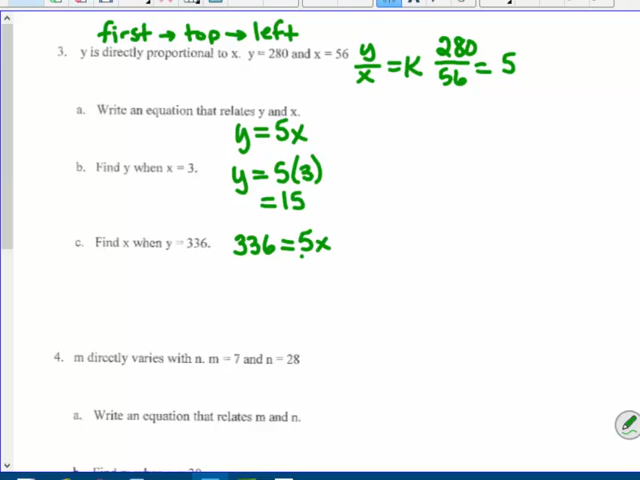 first → top → left
3. y is directly proportional to x. y = 280 and x = 56
y/x = K 280/56 = 5
a. Write an equation that relates y and x.
y = 5x
b. Find y when x = 3.
y = 5(3)
= 15
c. Find x when y = 336.
336 = 5x
4. m directly varies with n. m = 7 and n = 28
a. Write an equation that relates m and n.